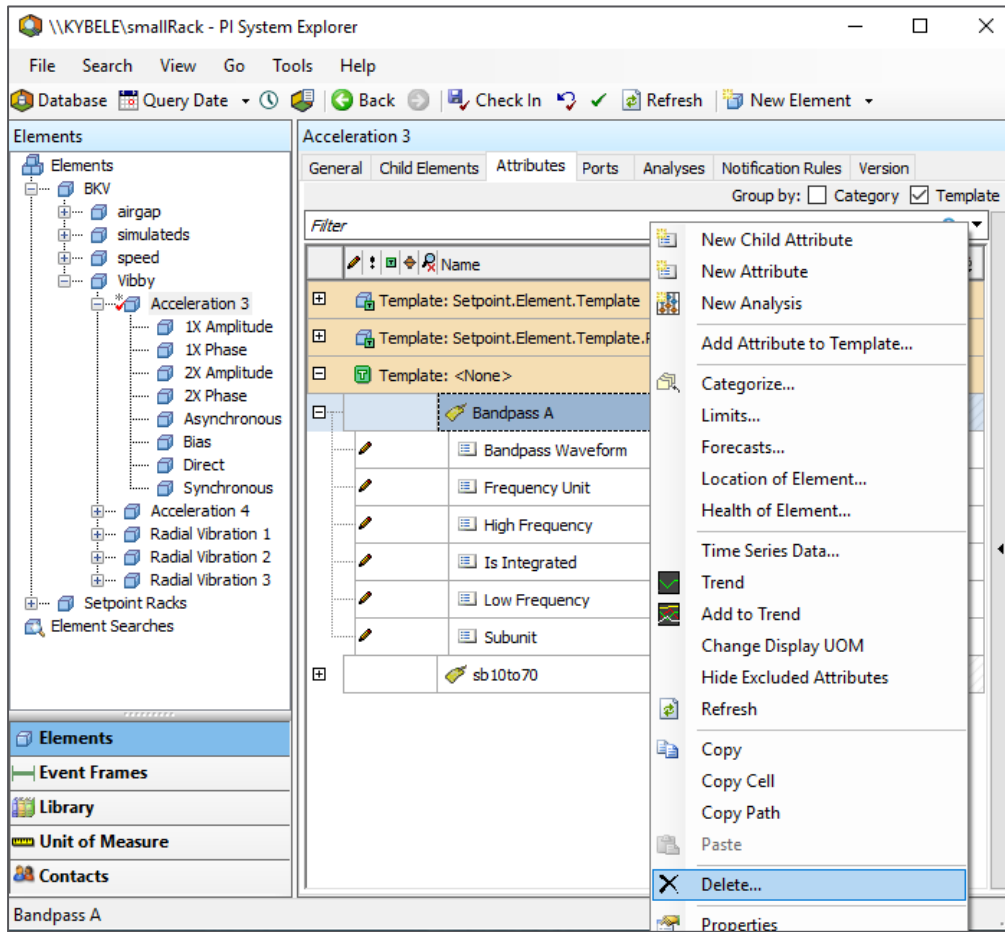 \\KYBELE\smallRack - PI System Explorer
File Search View Go Tools Help
Database Query Date Back Check In Refresh New Element
Elements
Elements
BKV
airgap
simulateds
speed
Vibby
Acceleration 3
1X Amplitude
1X Phase
2X Amplitude
2X Phase
Asynchronous
Bias
Direct
Synchronous
Acceleration 4
Radial Vibration 1
Radial Vibration 2
Radial Vibration 3
Setpoint Racks
Element Searches
Elements
Event Frames
Library
Unit of Measure
Contacts
Acceleration 3
General Child Elements Attributes Ports Analyses Notification Rules Version
Group by: Category Template
Filter
Name
Template: Setpoint.Element.Template
Template: Setpoint.Element.Template.
Template: <None>
Bandpass A
Bandpass Waveform
Frequency Unit
High Frequency
Is Integrated
Low Frequency
Subunit
sb10to70
New Child Attribute
New Attribute
New Analysis
Add Attribute to Template...
Categorize...
Limits...
Forecasts...
Location of Element...
Health of Element...
Time Series Data...
Trend
Add to Trend
Change Display UOM
Hide Excluded Attributes
Refresh
Copy
Copy Cell
Copy Path
Paste
Delete...
Properties
Bandpass A